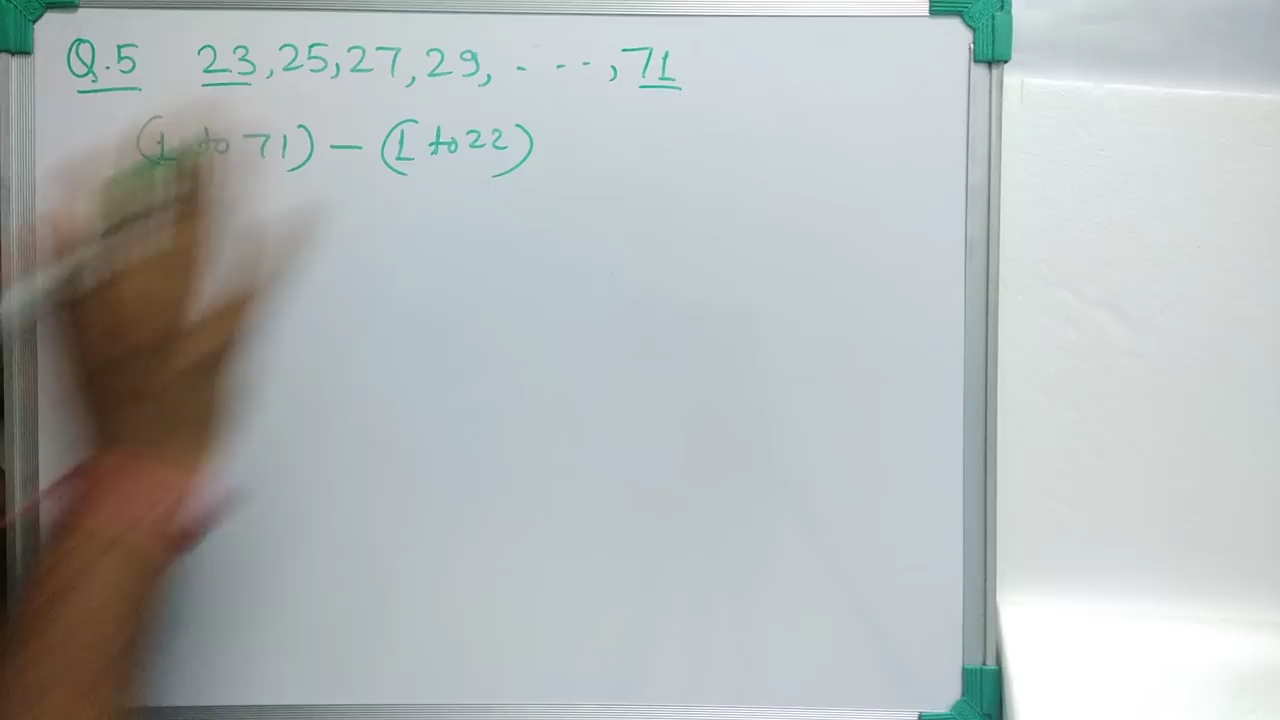 Q.5 23, 25, 27, 29, - - - -, 71
(1 to 71) - (1 to 22)